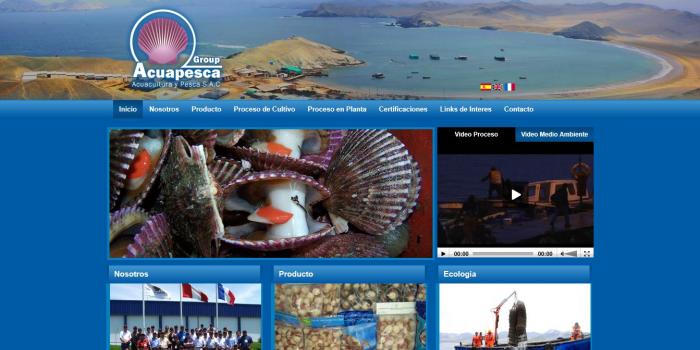 Group
Acuapesca
Acuacultura y Pesca S.A.C
Inicio Nosotros Producto Proceso de Cultivo Proceso en Planta Certificaciones Links de Interes Contacto
Video Proceso Video Medio Ambiente
00:00 00:00
Nosotros Producto Ecologia